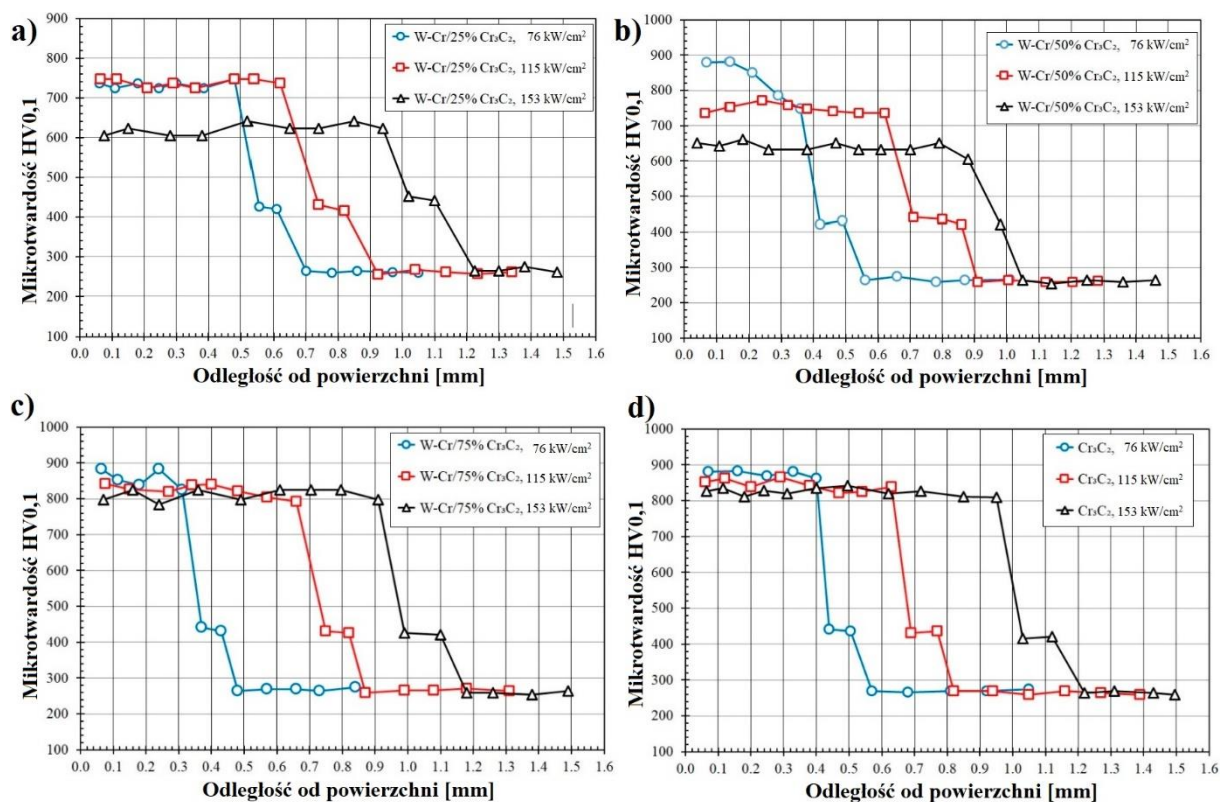 a)
Mikrotwardość HV0,1
900
800
700
600
500
400
300
200
100
W-Cr/25% Cr₃C₂, 76 kW/cm²
W-Cr/25% Cr₃C₂, 115 kW/cm²
W-Cr/25% Cr₃C₂, 153 kW/cm²
0.0 0.1 0.2 0.3 0.4 0.5 0.6 0.7 0.8 0.9 1.0 1.1 1.2 1.3 1.4 1.5 1.6
Odległość od powierzchni [mm]
b)
Mikrotwardość HV0,1
1000
900
800
700
600
500
400
300
200
100
W-Cr/50% Cr₃C₂, 76 kW/cm²
W-Cr/50% Cr₃C₂, 115 kW/cm²
W-Cr/50% Cr₃C₂, 153 kW/cm²
0.0 0.1 0.2 0.3 0.4 0.5 0.6 0.7 0.8 0.9 1.0 1.1 1.2 1.3 1.4 1.5 1.6
Odległość od powierzchni [mm]
c)
Mikrotwardość HV0,1
1000
900
800
700
600
500
400
300
200
100
W-Cr/75% Cr₃C₂, 76 kW/cm²
W-Cr/75% Cr₃C₂, 115 kW/cm²
W-Cr/75% Cr₃C₂, 153 kW/cm²
0.0 0.1 0.2 0.3 0.4 0.5 0.6 0.7 0.8 0.9 1.0 1.1 1.2 1.3 1.4 1.5 1.6
Odległość od powierzchni [mm]
d)
Mikrotwardość HV0,1
1000
900
800
700
600
500
400
300
200
100
Cr₃C₂, 76 kW/cm²
Cr₃C₂, 115 kW/cm²
Cr₃C₂, 153 kW/cm²
0.0 0.1 0.2 0.3 0.4 0.5 0.6 0.7 0.8 0.9 1.0 1.1 1.2 1.3 1.4 1.5 1.6
Odległość od powierzchni [mm]